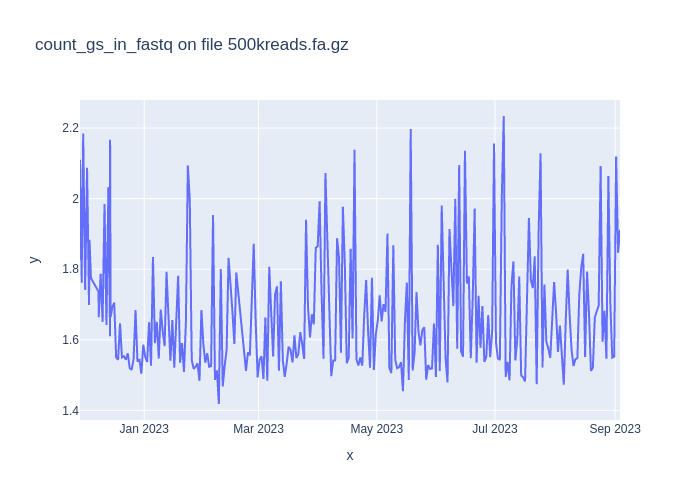 count_gs_in_fastq on file 500kreads.fa.gz
2.2
2
1.8
1.6
1.4
y
Jan 2023
Mar 2023
May 2023
Jul 2023
Sep 2023
x